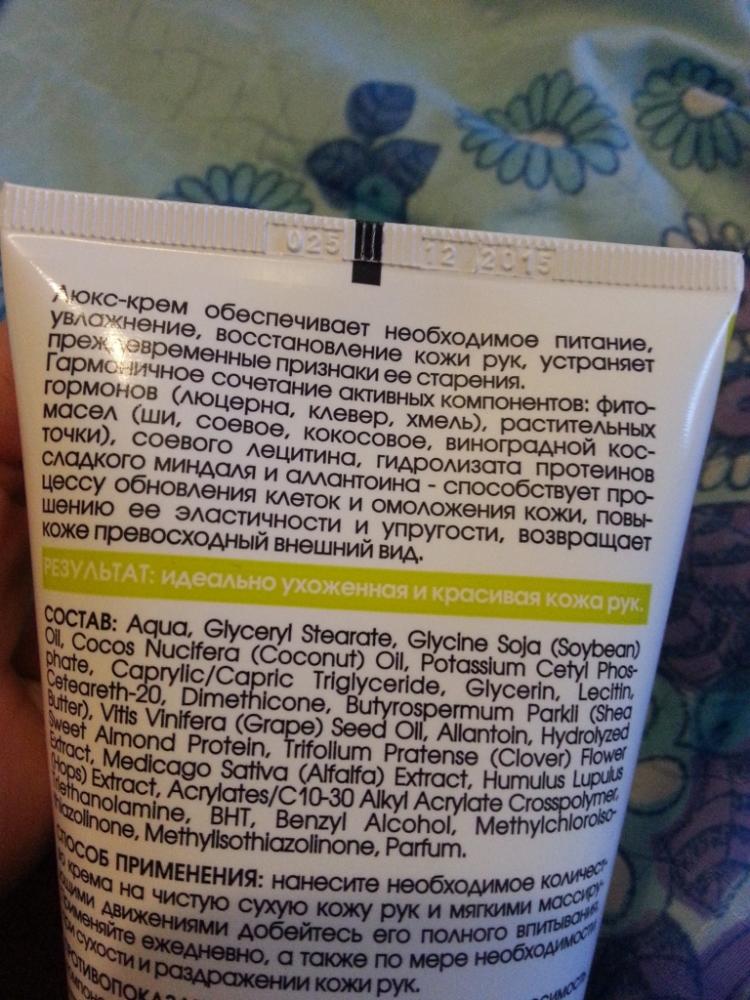 025 12 2015
Люкс-крем обеспечивает необходимое питание,
увлажнение, восстановление кожи рук, устраняет
преждевременные признаки ее старения.
Гармоничное сочетание активных компонентов: фито-
гормонов (люцерна, клевер, хмель), растительных
масел (ши, соевое, кокосовое, виноградной кос-
точки), соевого лецитина, гидролизата протеинов
сладкого миндаля и аллантоина - способствует про-
цессу обновления клеток и омоложения кожи, повы-
шению ее эластичности и упругости, возвращает
коже превосходный внешний вид.
РЕЗУЛЬТАТ: идеально ухоженная и красивая кожа рук.
СОСТАВ: Aqua, Glyceryl Stearate, Glycine Soja (Soybean)
Oil, Cocos Nucifera (Coconut) Oil, Potassium Cetyl Phos-
phate, Caprylic/Capric Triglyceride, Glycerin, Lecitin,
Ceteareth-20, Dimethicone, Butyrospermum Parkii (Shea
Butter), Vitis Vinifera (Grape) Seed Oil, Allantoin, Hydrolyzed
Sweet Almond Protein, Trifolium Pratense (Clover) Flower
Extract, Medicago Sativa (Alfalfa) Extract, Humulus Lupulus
(Hops) Extract, Acrylates/C10-30 Alkyl Acrylate Crosspolymer,
Triethanolamine, BHT, Benzyl Alcohol, Methylchloroiso-
thiazolinone, Methylisothiazolinone, Parfum.
СПОСОБ ПРИМЕНЕНИЯ: нанесите необходимое количест-
во крема на чистую сухую кожу рук и мягкими массиру-
ющими движениями добейтесь его полного впитывания.
Применяйте ежедневно, а также по мере необходимости
при сухости и раздражении кожи рук.